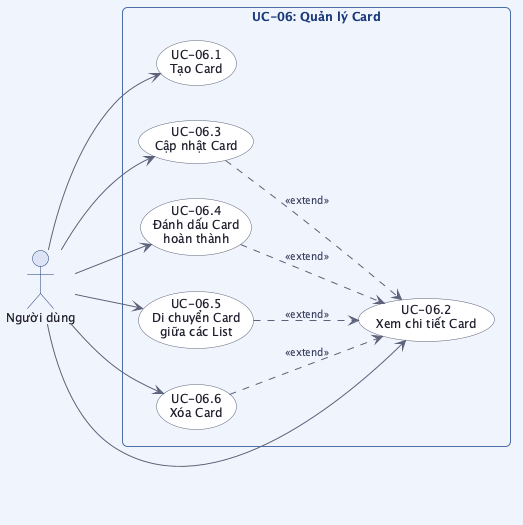 UC-06: Quản lý Card
UC-06.1
Tạo Card
UC-06.3
Cập nhật Card
«extend»
UC-06.4
Đánh dấu Card
hoàn thành
«extend»
Người dùng
UC-06.5
Di chuyển Card
giữa các List
«extend»
UC-06.2
Xem chi tiết Card
«extend»
UC-06.6
Xóa Card